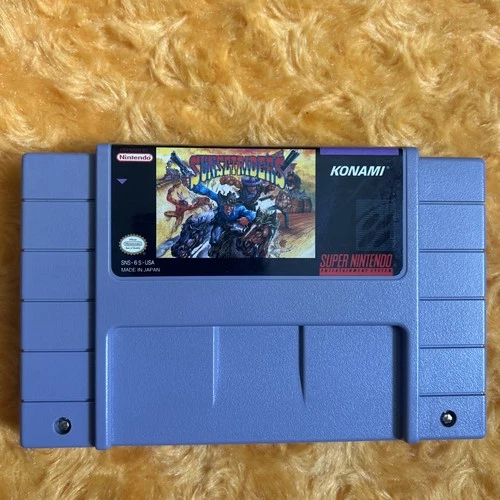 Nintendo
SUNSET RIDERS
KONAMI
SNS-6S-USA
MADE IN JAPAN
SUPER NINTENDO
ENTERTAINMENT SYSTEM